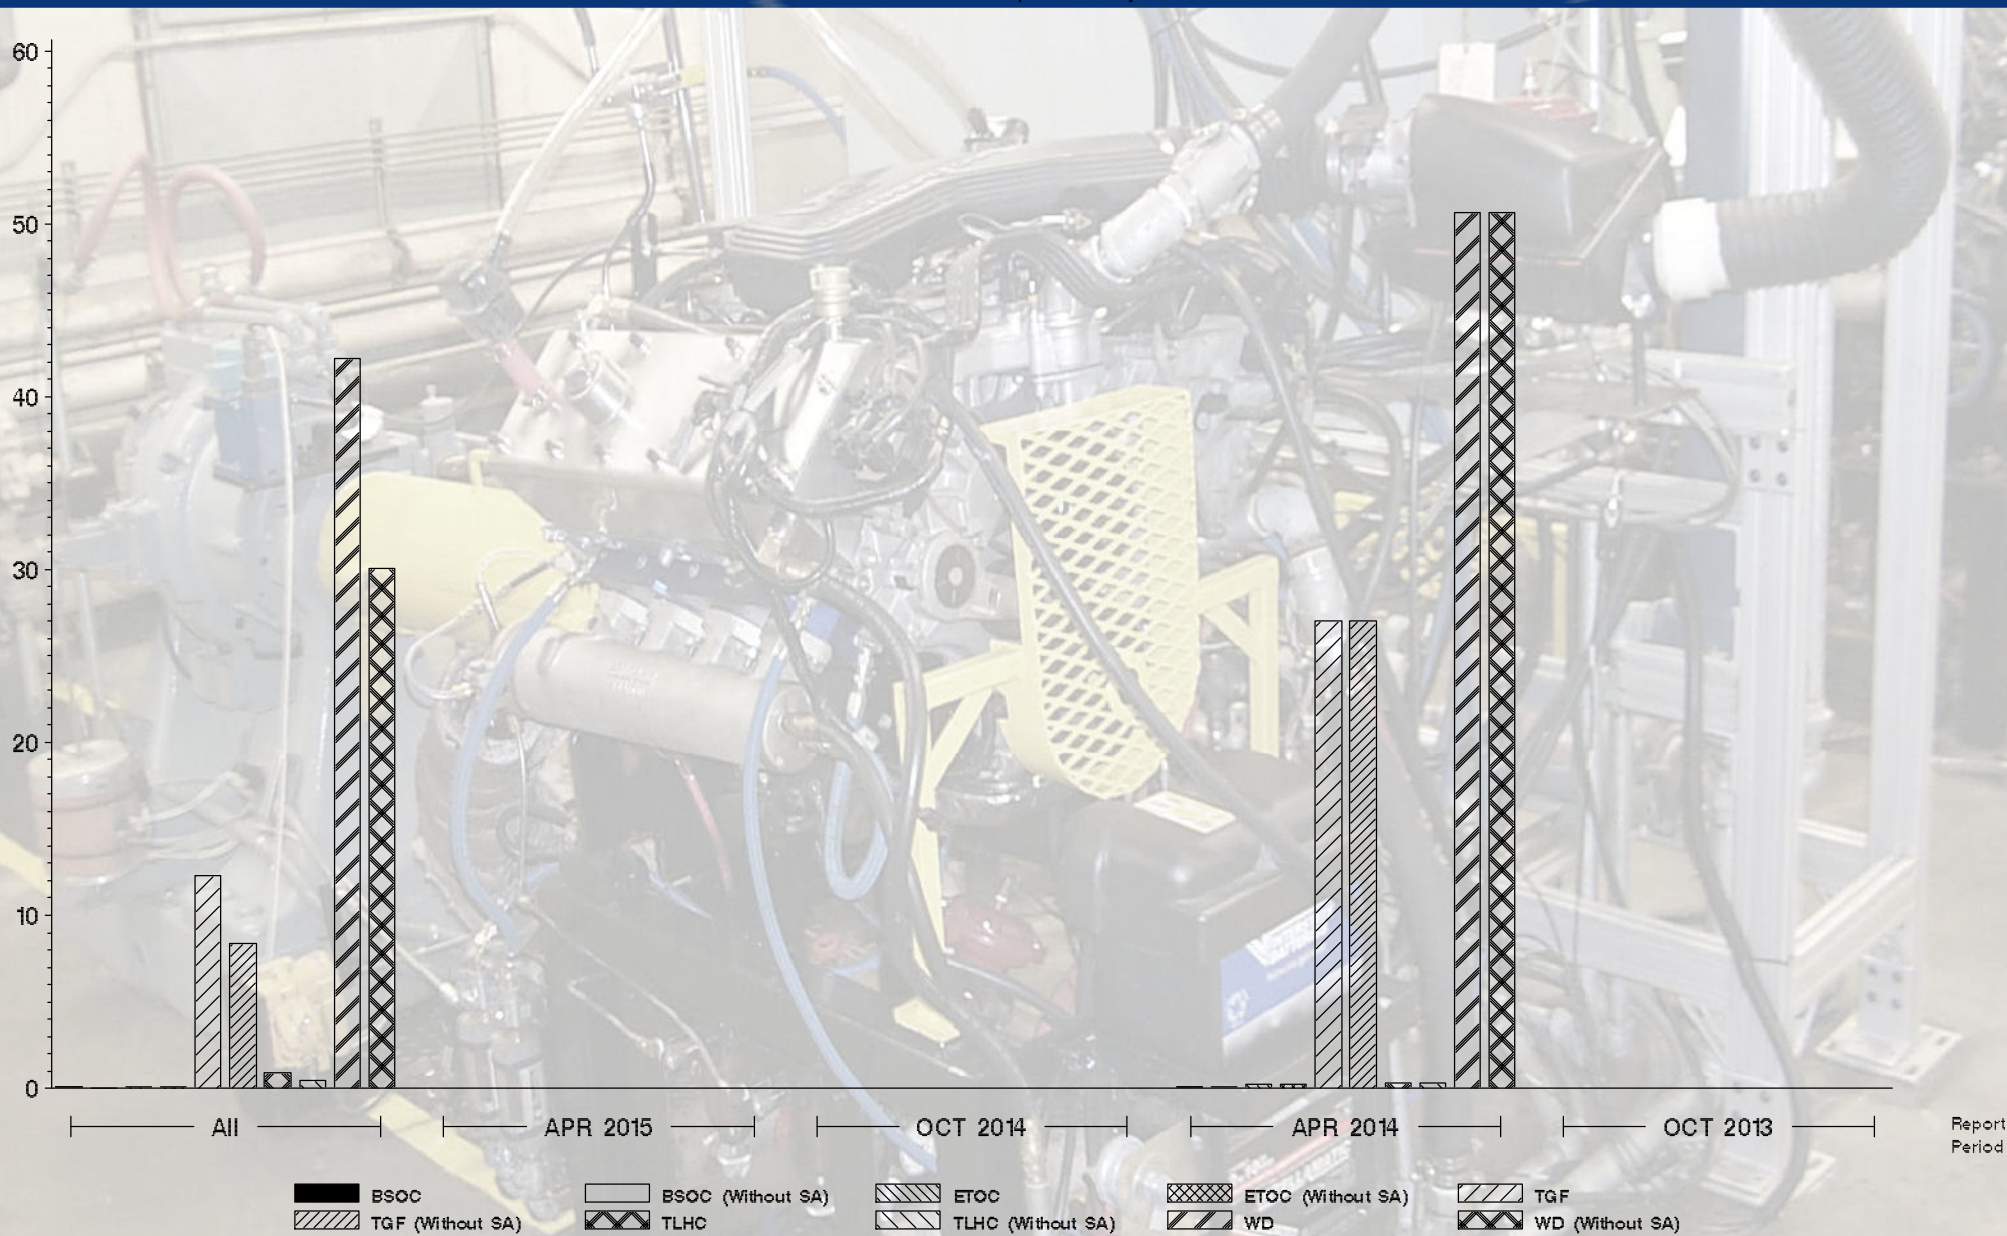 60
50
40
30
20
10
0
All APR 2015 OCT 2014 APR 2014 OCT 2013
Report
Period
BSOC BSOC (Without SA) ETOC ETOC (Without SA) TGF
TGF (Without SA) TLHC TLHC (Without SA) WD WD (Without SA)